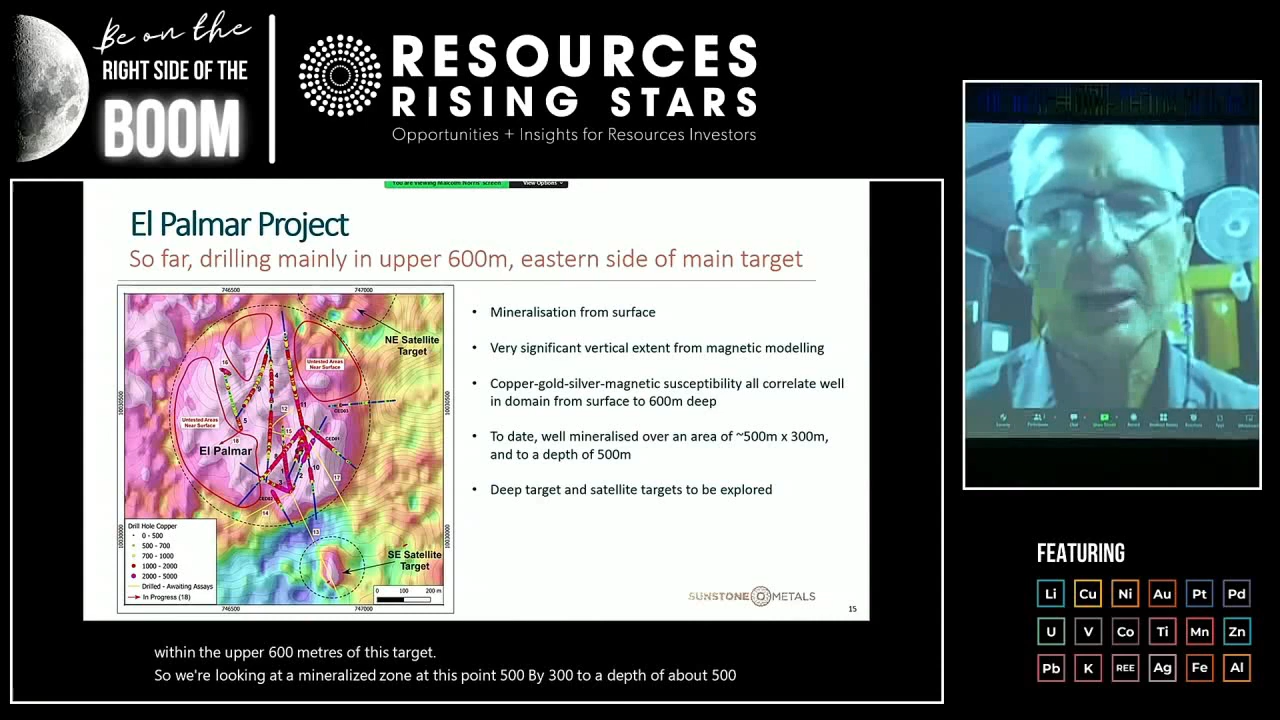 Be on the
RIGHT SIDE OF THE
BOOM
RESOURCES
RISING STARS
Opportunities + Insights for Resources Investors
You are viewing Malcolm Norris' screen
View Options
El Palmar Project
So far, drilling mainly in upper 600m, eastern side of main target
746500
747000
NE Satellite
Target
Untested Areas
Near Surface
Untested Areas
Near Surface
El Palmar
SE Satellite
Target
Drill Hole Copper
0 - 500
500 - 700
700 - 1000
1000 - 2000
2000 - 5000
Drilled - Awaiting Assays
In Progress (18)
0 100 200 m
746500
747000
• Mineralisation from surface
• Very significant vertical extent from magnetic modelling
• Copper-gold-silver-magnetic susceptibility all correlate well
in domain from surface to 600m deep
• To date, well mineralised over an area of ~500m x 300m,
and to a depth of 500m
• Deep target and satellite targets to be explored
SUNSTONE METALS
15
within the upper 600 metres of this target.
So we're looking at a mineralized zone at this point 500 By 300 to a depth of about 500
FEATURING
Li Cu Ni Au Pt Pd
U V Co Ti Mn Zn
Pb K REE Ag Fe Al